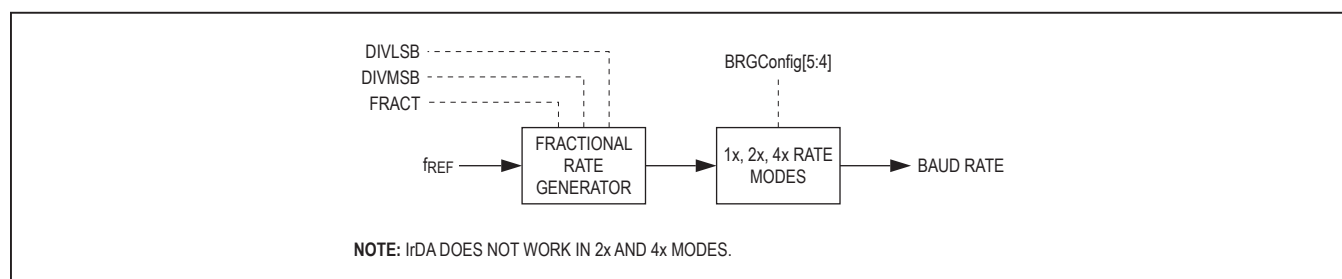 DIVLSB
DIVMSB
FRACT
BRGConfig[5:4]
fREF
FRACTIONAL
RATE
GENERATOR
1x, 2x, 4x RATE
MODES
BAUD RATE
NOTE: IrDA DOES NOT WORK IN 2x AND 4x MODES.